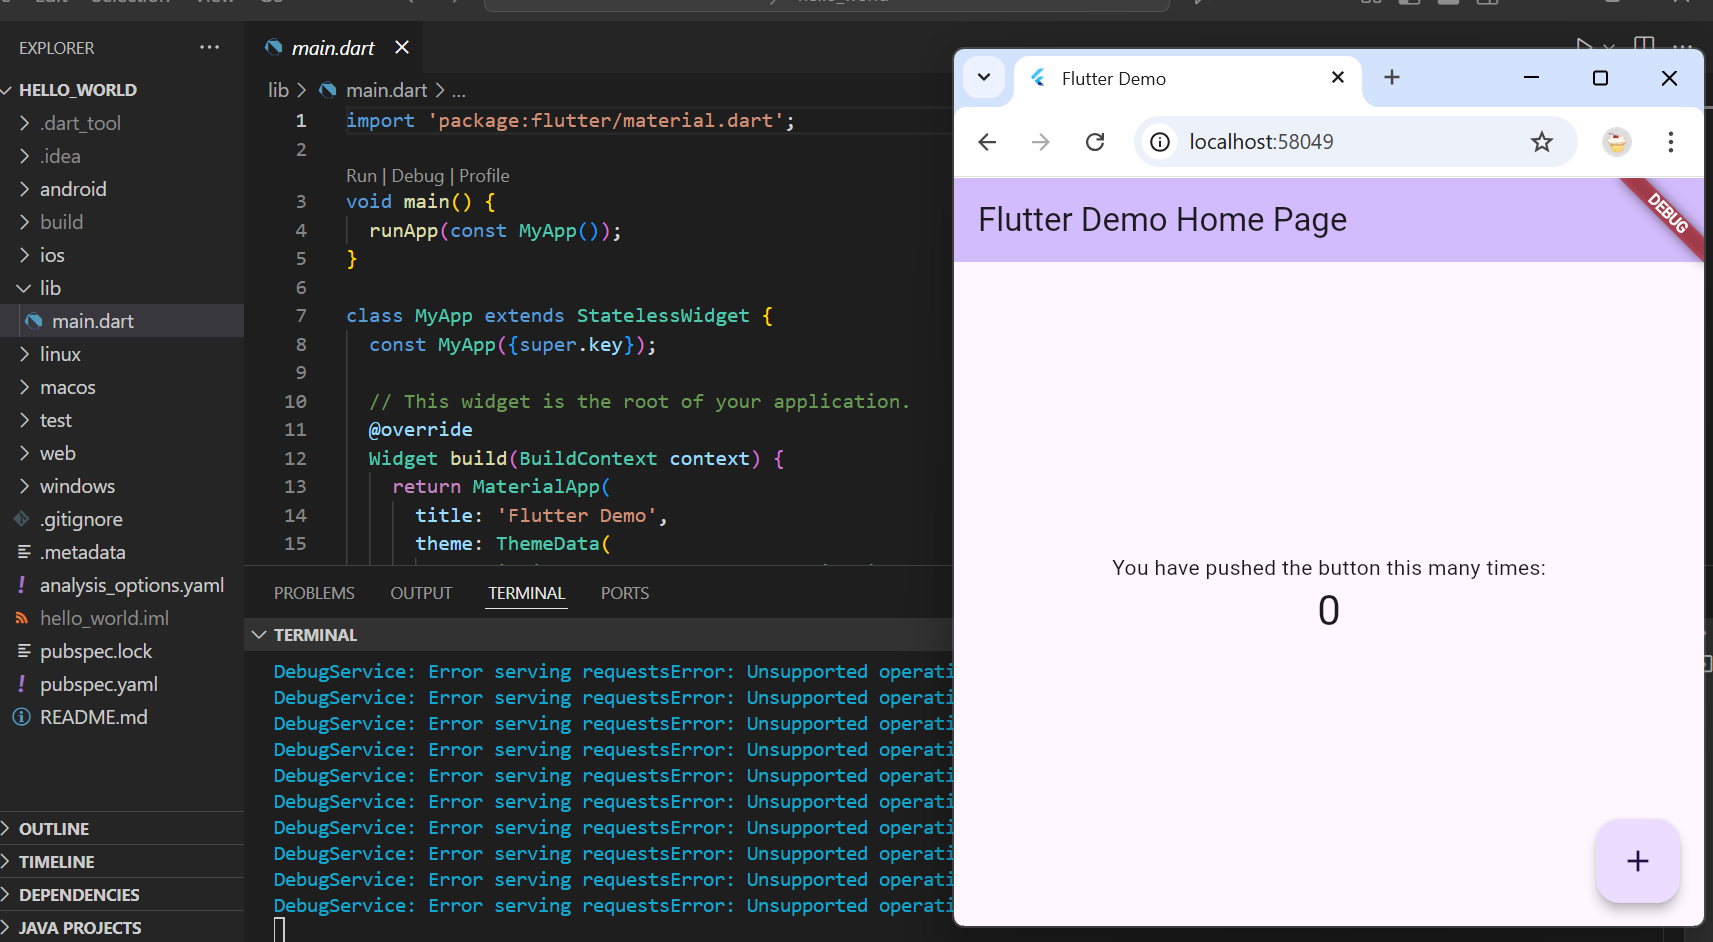 EXPLORER
HELLO_WORLD
.dart_tool
.idea
android
build
ios
lib
main.dart
linux
macos
test
web
windows
.gitignore
.metadata
analysis_options.yaml
hello_world.iml
pubspec.lock
pubspec.yaml
README.md
OUTLINE
TIMELINE
DEPENDENCIES
JAVA PROJECTS
main.dart
lib > main.dart > ...
1 import 'package:flutter/material.dart';
2
Run | Debug | Profile
3 void main() {
4 runApp(const MyApp());
5 }
6
7 class MyApp extends StatelessWidget {
8 const MyApp({super.key});
9
10 // This widget is the root of your application.
11 @override
12 Widget build(BuildContext context) {
13 return MaterialApp(
14 title: 'Flutter Demo',
15 theme: ThemeData(
PROBLEMS OUTPUT TERMINAL PORTS
TERMINAL
DebugService: Error serving requestsError: Unsupported operati
DebugService: Error serving requestsError: Unsupported operati
DebugService: Error serving requestsError: Unsupported operati
DebugService: Error serving requestsError: Unsupported operati
DebugService: Error serving requestsError: Unsupported operati
DebugService: Error serving requestsError: Unsupported operati
DebugService: Error serving requestsError: Unsupported operati
DebugService: Error serving requestsError: Unsupported operati
DebugService: Error serving requestsError: Unsupported operati
DebugService: Error serving requestsError: Unsupported operati
Flutter Demo
localhost:58049
Flutter Demo Home Page
DEBUG
You have pushed the button this many times:
0
+